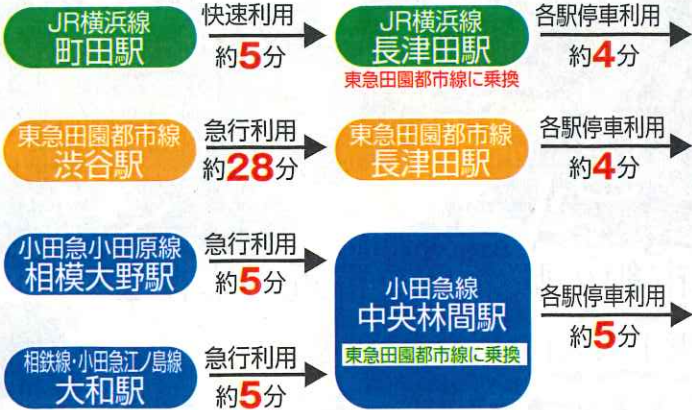 JR横浜線
町田駅
快速利用
約5分
JR横浜線
長津田駅
東急田園都市線に乗換
各駅停車利用
約4分
東急田園都市線
渋谷駅
急行利用
約28分
東急田園都市線
長津田駅
各駅停車利用
約4分
小田急小田原線
相模大野駅
急行利用
約5分
小田急線
中央林間駅
東急田園都市線に乗換
各駅停車利用
約5分
相鉄線・小田急江ノ島線
大和駅
急行利用
約5分